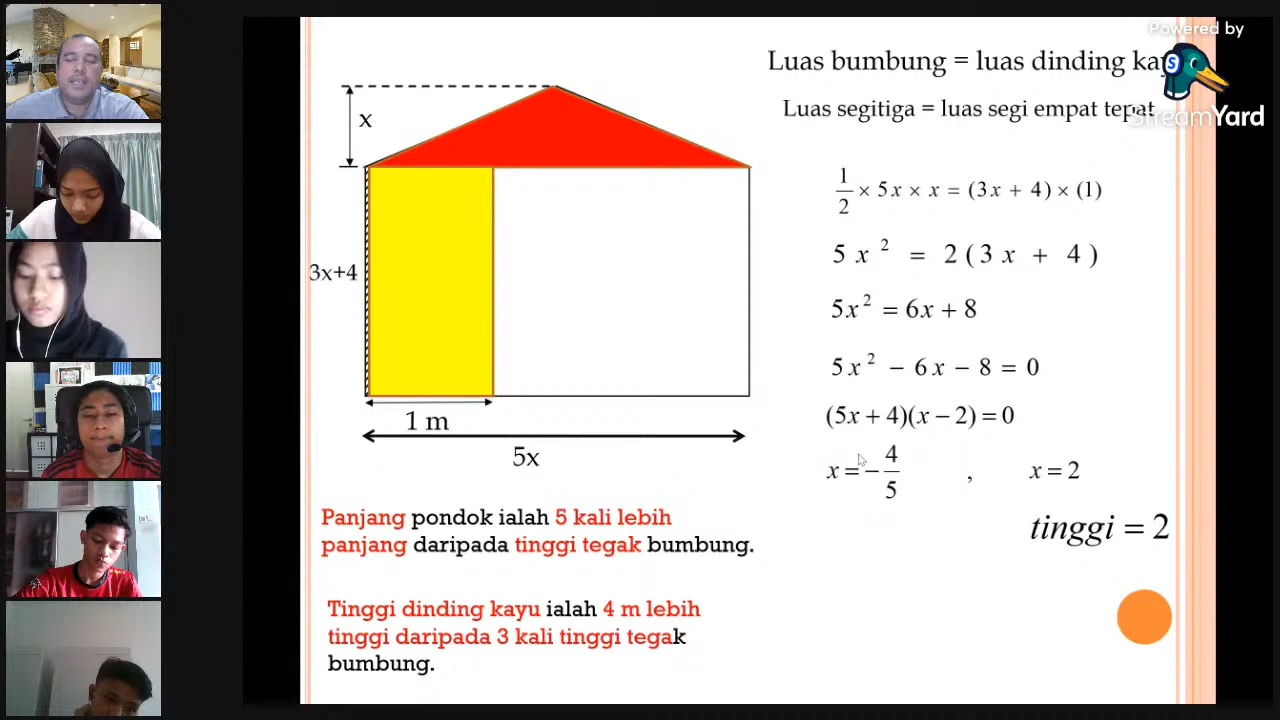 Powered by
StreamYard
Luas bumbung = luas dinding
Luas segitiga = luas segi empat tepat
x
3x+4
1 m
5x
1/2 × 5x × x = (3x + 4) × (1)
5x² = 2(3x + 4)
5x² = 6x + 8
5x² − 6x − 8 = 0
(5x + 4)(x − 2) = 0
x = −4/5 , x = 2
tinggi = 2
Panjang pondok ialah 5 kali lebih
panjang daripada tinggi tegak bumbung.
Tinggi dinding kayu ialah 4 m lebih
tinggi daripada 3 kali tinggi tegak
bumbung.